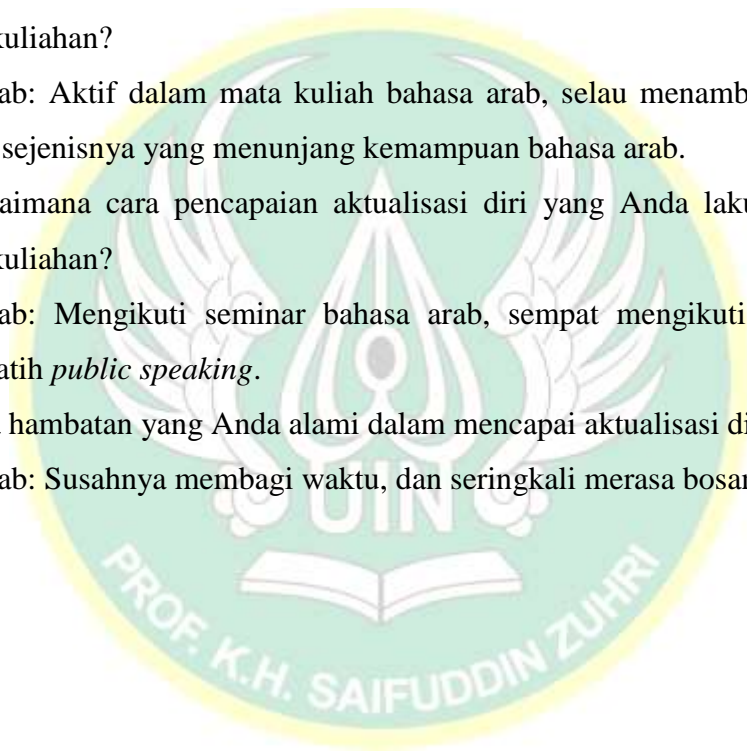 kuliahan?
ab: Aktif dalam mata kuliah bahasa arab, selau menamb
sejenisnya yang menunjang kemampuan bahasa arab.
aimana cara pencapaian aktualisasi diri yang Anda laku
kuliahan?
ab: Mengikuti seminar bahasa arab, sempat mengikuti
atih public speaking.
hambatan yang Anda alami dalam mencapai aktualisasi di
ab: Susahnya membagi waktu, dan seringkali merasa bosan
UIN
PROF. K.H. SAIFUDDIN ZUHRI